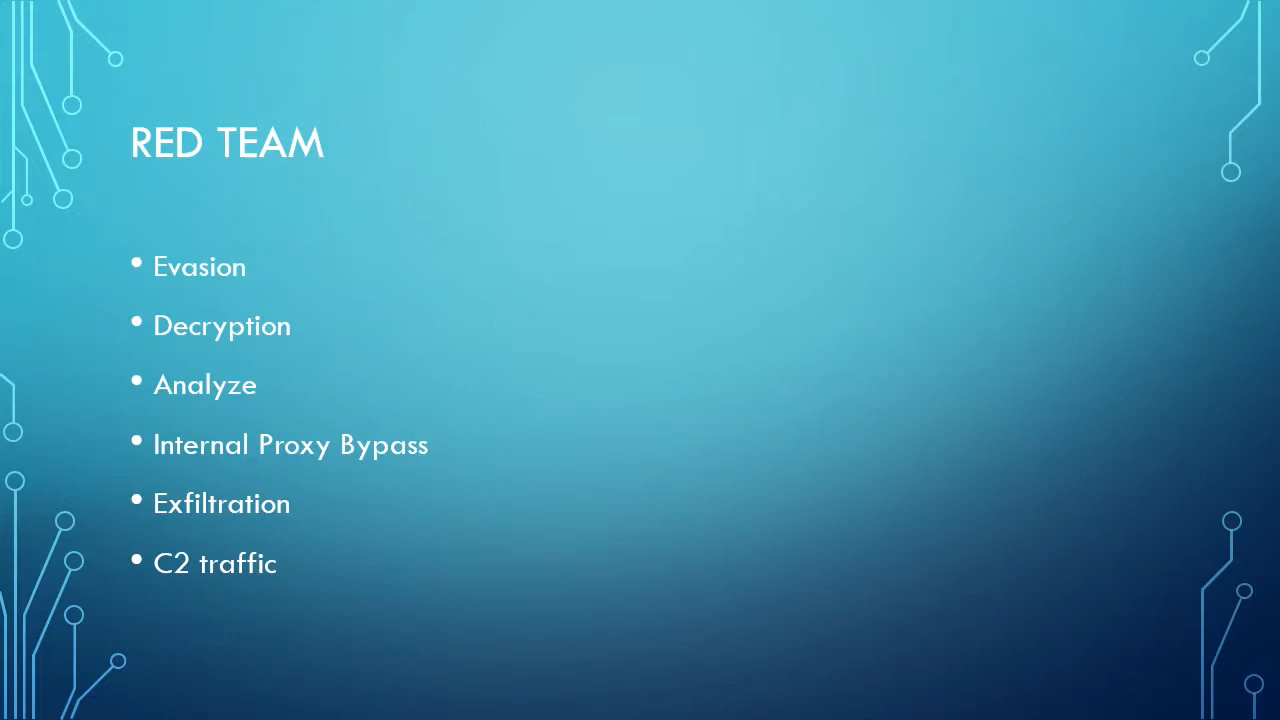 RED TEAM
• Evasion
• Decryption
• Analyze
• Internal Proxy Bypass
• Exfiltration
• C2 traffic